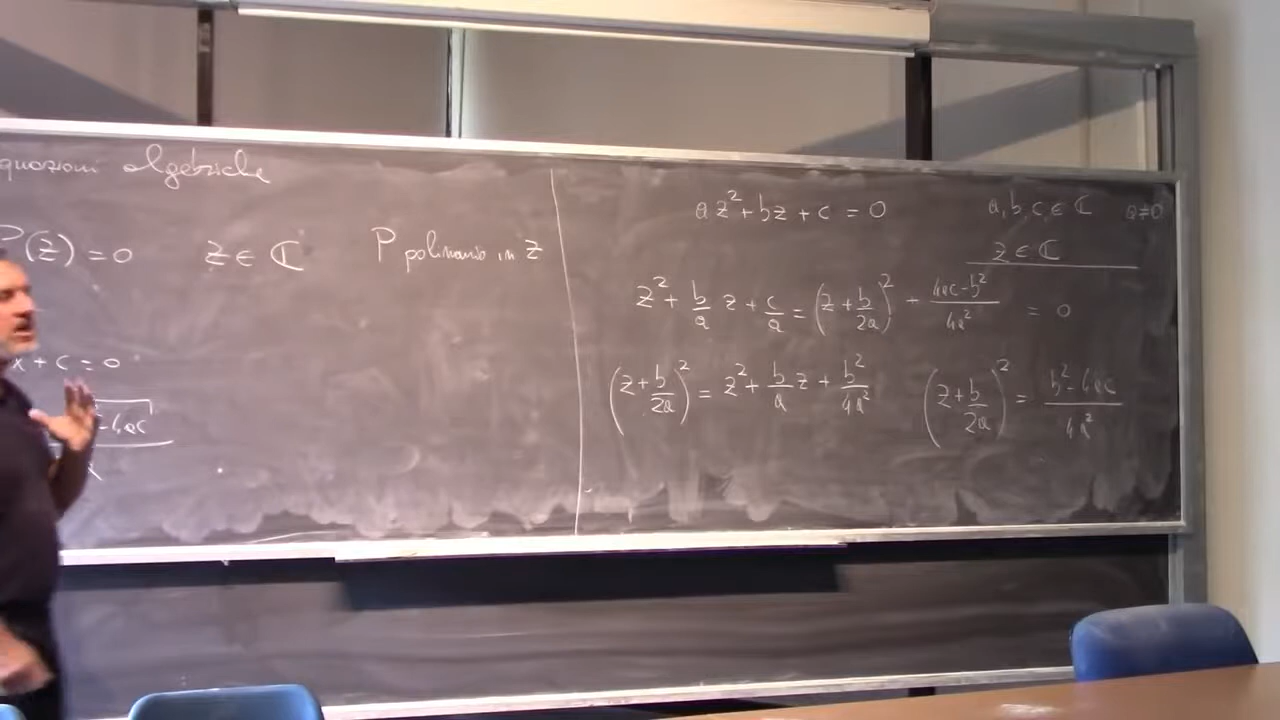 quazioni algebriche
P(z) = 0 z ∈ ℂ P polinomio in z
x + c = 0
-4ac
az² + bz + c = 0 a, b, c, ∈ ℂ a≠0
z ∈ ℂ
z² + b/a z + c/a = (z + b/2a)² + 4ac-b²/4a² = 0
(z + b/2a)² = z² + b/a z + b²/4a² (z + b/2a)² = b²-4ac/4a²